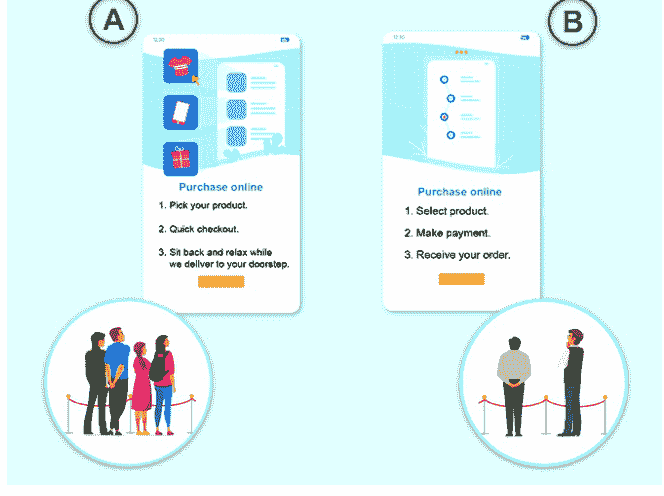 A
B
Purchase online
1. Pick your product.
2. Quick checkout.
3. Sit back and relax while
we deliver to your doorstep.
Purchase online
1. Select product.
2. Make payment.
3. Receive your order.